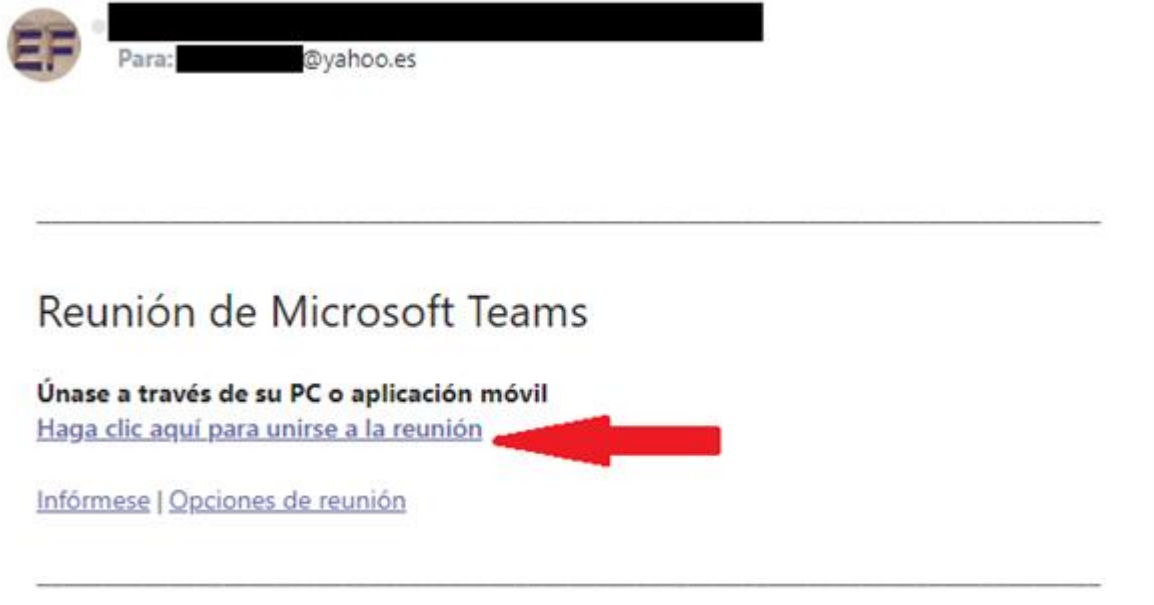 EF
Para: @yahoo.es
Reunión de Microsoft Teams
Únase a través de su PC o aplicación móvil
Haga clic aquí para unirse a la reunión
Infórmese | Opciones de reunión